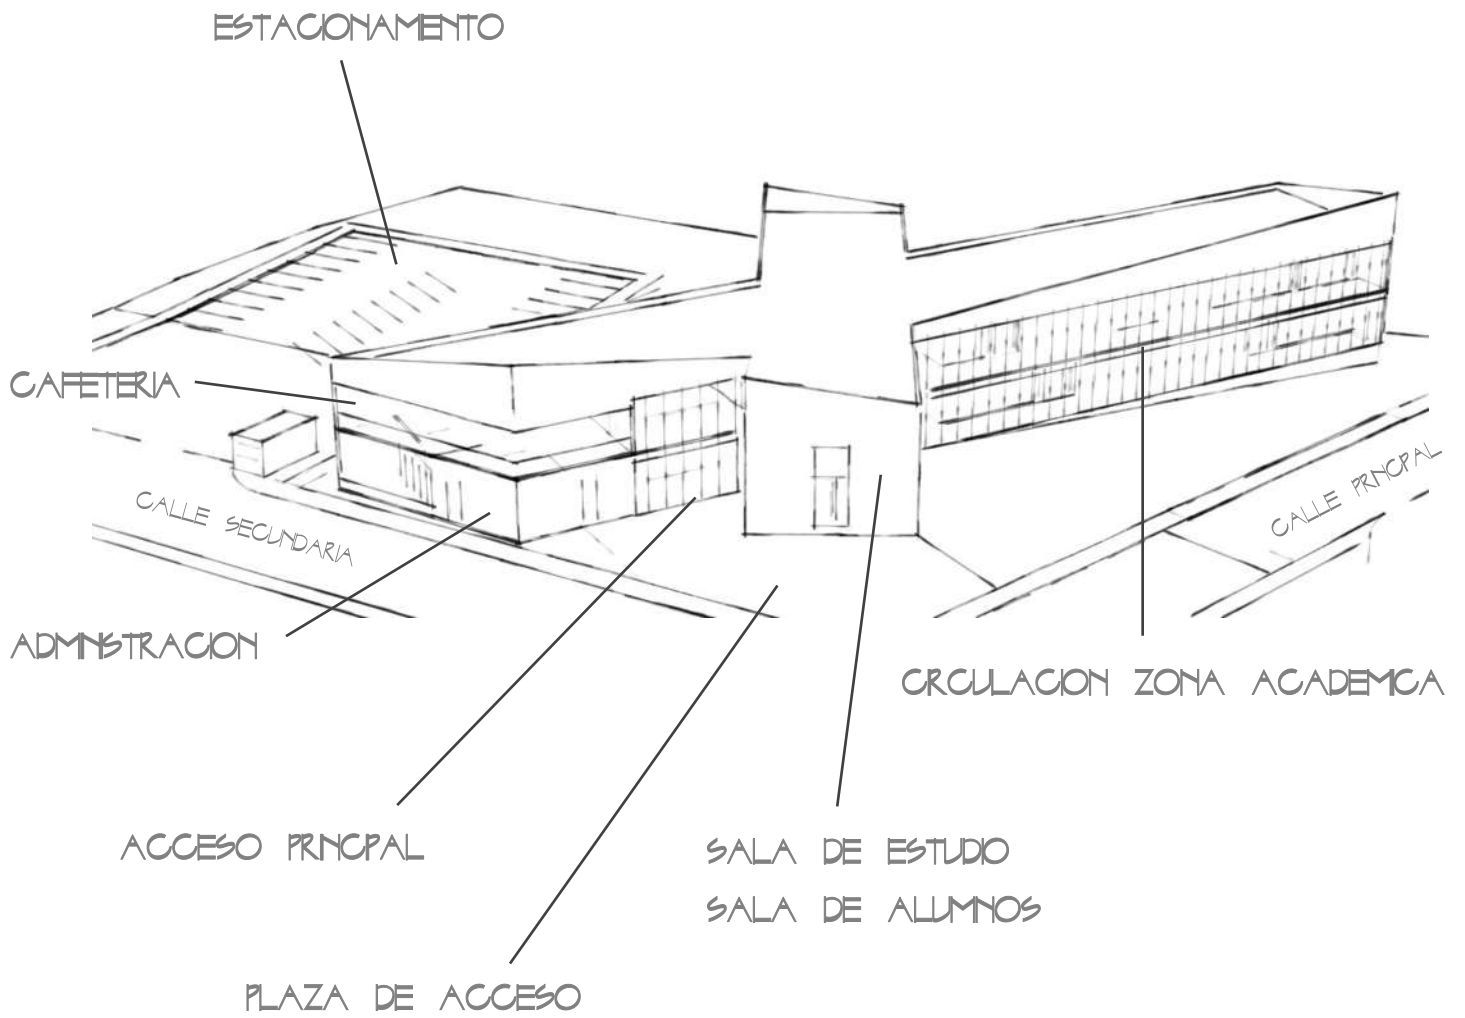 ESTACIONAMIENTO
CAFETERIA
CALLE SECUNDARIA
CALLE PRINCIPAL
ADMINISTRACION
CIRCULACION ZONA ACADEMICA
ACCESO PRINCIPAL
SALA DE ESTUDIO
SALA DE ALUMNOS
PLAZA DE ACCESO